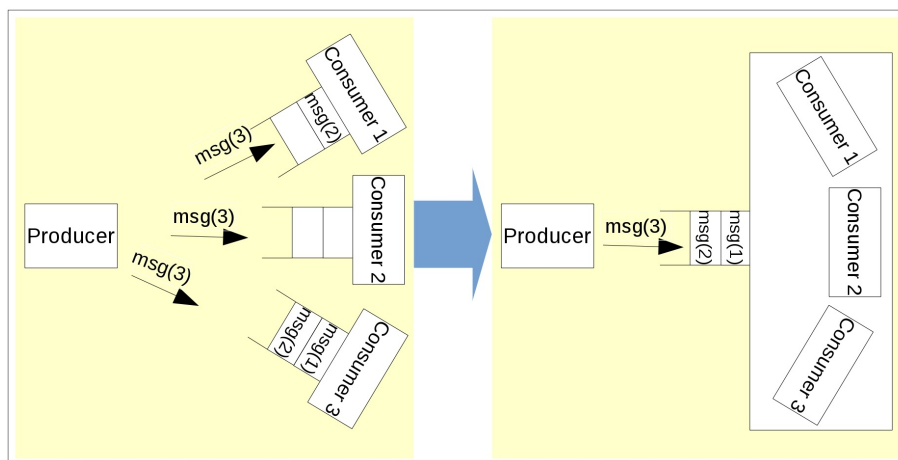 Consumer 1
msg(2)
msg(3)
Producer
msg(3)
Consumer 2
msg(3)
msg(2)
msg(1)
Consumer 3
Producer
msg(3)
msg(2)
msg(1)
Consumer 1
Consumer 2
Consumer 3